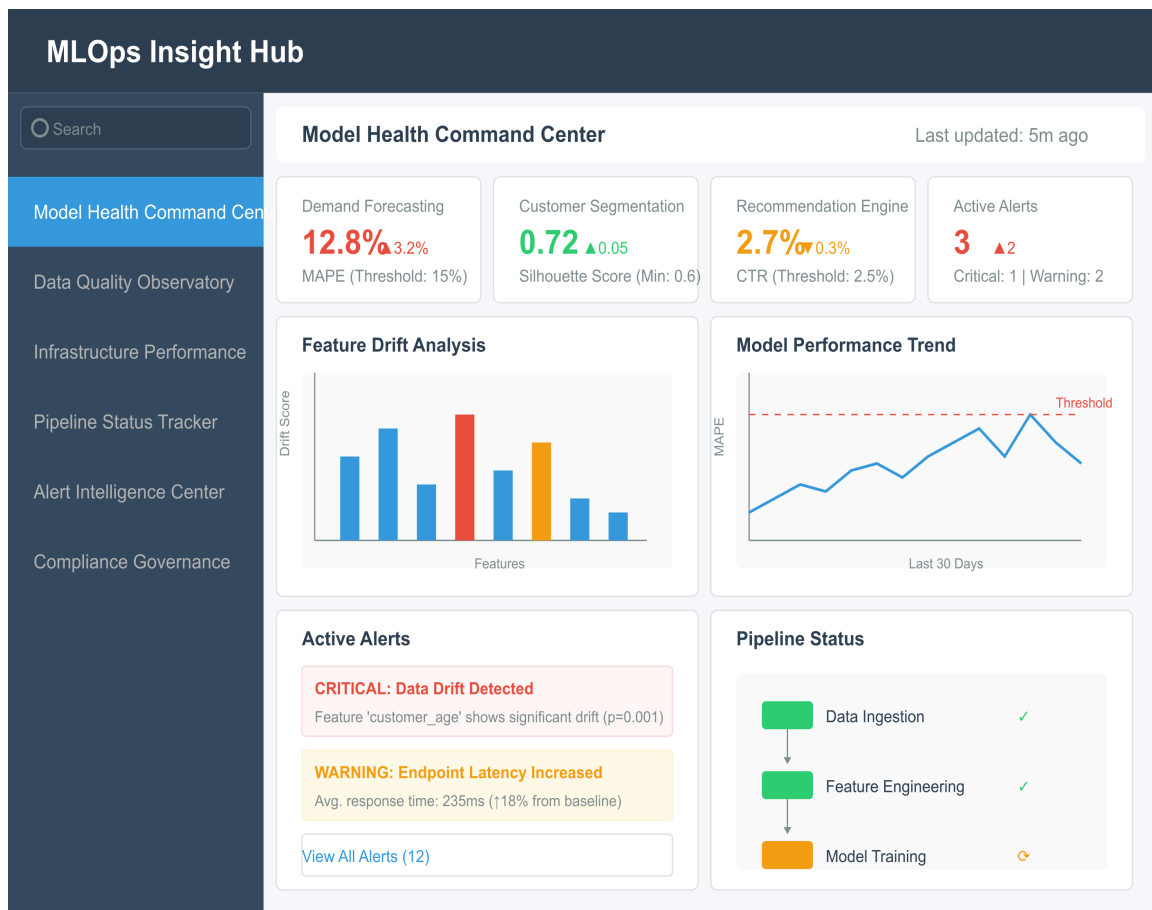 MLOps Insight Hub
Search
Model Health Command Cente
Data Quality Observatory
Infrastructure Performance
Pipeline Status Tracker
Alert Intelligence Center
Compliance Governance
Model Health Command Center
Last updated: 5m ago
Demand Forecasting
12.8% ▲3.2%
MAPE (Threshold: 15%)
Customer Segmentation
0.72 ▲0.05
Silhouette Score (Min: 0.6)
Recommendation Engine
2.7% ▼0.3%
CTR (Threshold: 2.5%)
Active Alerts
3 ▲2
Critical: 1 | Warning: 2
Feature Drift Analysis
Drift Score
Features
Model Performance Trend
Threshold
MAPE
Last 30 Days
Active Alerts
CRITICAL: Data Drift Detected
Feature 'customer_age' shows significant drift (p=0.001)
WARNING: Endpoint Latency Increased
Avg. response time: 235ms (↑18% from baseline)
View All Alerts (12)
Pipeline Status
Data Ingestion ✓
Feature Engineering ✓
Model Training ⟳